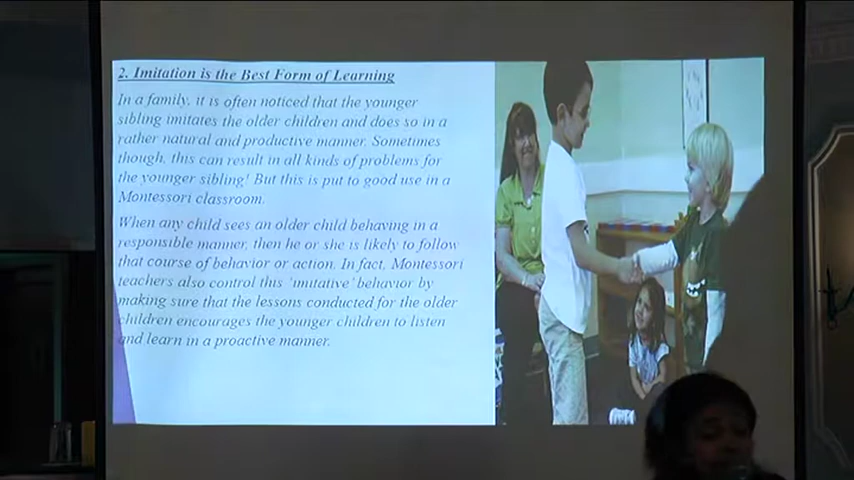 2. Imitation is the Best Form of Learning
In a family, it is often noticed that the younger
sibling imitates the older children and does so in a
rather natural and productive manner. Sometimes
though, this can result in all kinds of problems for
the younger sibling! But this is put to good use in a
Montessori classroom.
When any child sees an older child behaving in a
responsible manner, then he or she is likely to follow
that course of behavior or action. In fact, Montessori
teachers also control this 'imitative' behavior by
making sure that the lessons conducted for the older
children encourages the younger children to listen
and learn in a proactive manner.